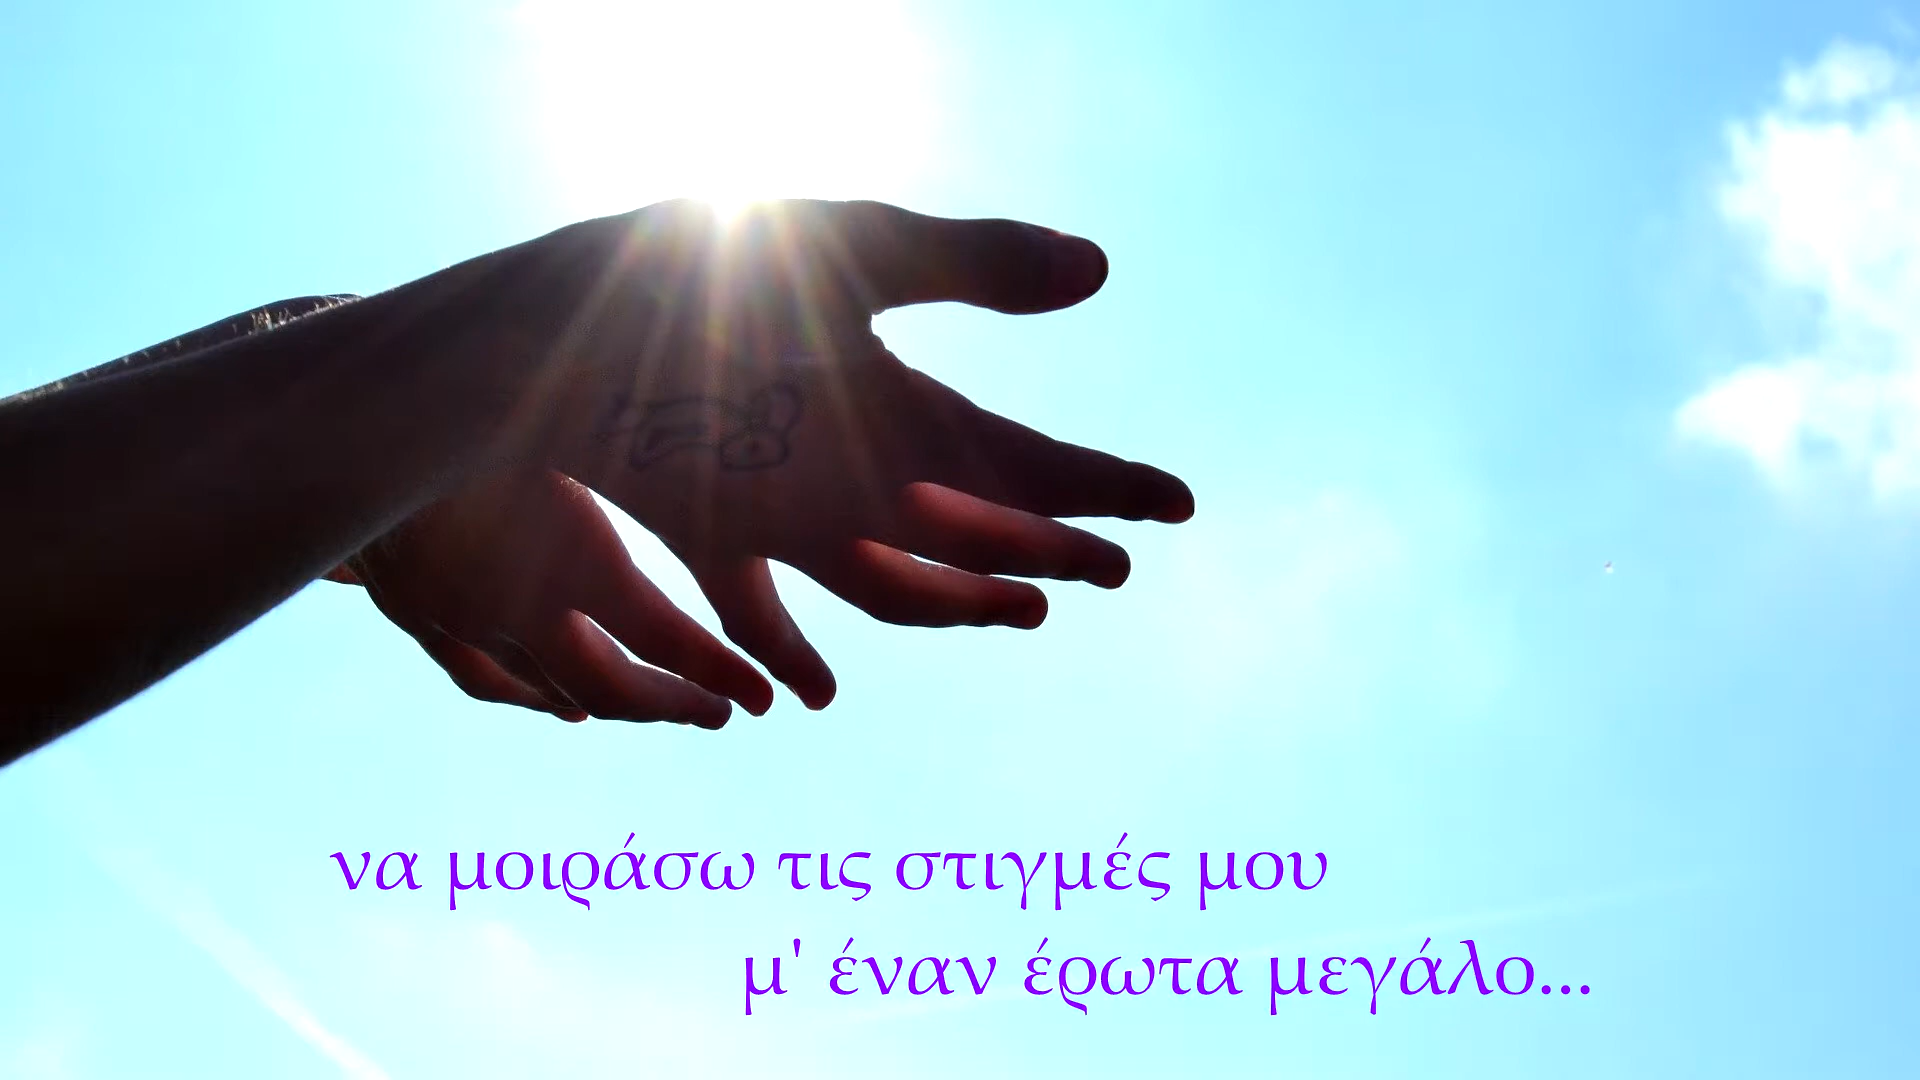 να μοιράσω τις στιγμές μου
μ' έναν έρωτα μεγάλο...